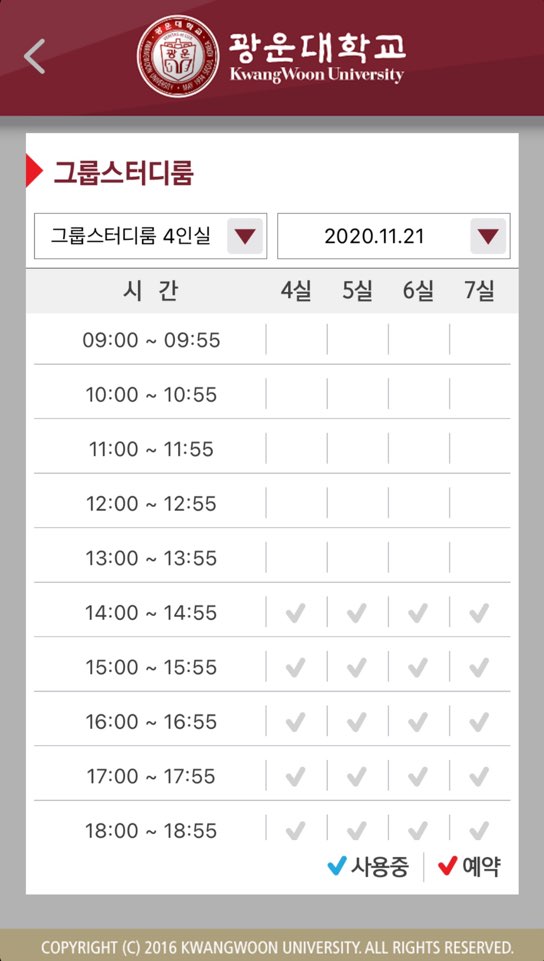 광운대학교
KwangWoon University
그룹스터디룸
그룹스터디룸 4인실 2020.11.21
시 간 4실 5실 6실 7실
09:00 ~ 09:55
10:00 ~ 10:55
11:00 ~ 11:55
12:00 ~ 12:55
13:00 ~ 13:55
14:00 ~ 14:55
15:00 ~ 15:55
16:00 ~ 16:55
17:00 ~ 17:55
18:00 ~ 18:55
사용중 예약
COPYRIGHT (C) 2016 KWANGWOON UNIVERSITY. ALL RIGHTS RESERVED.